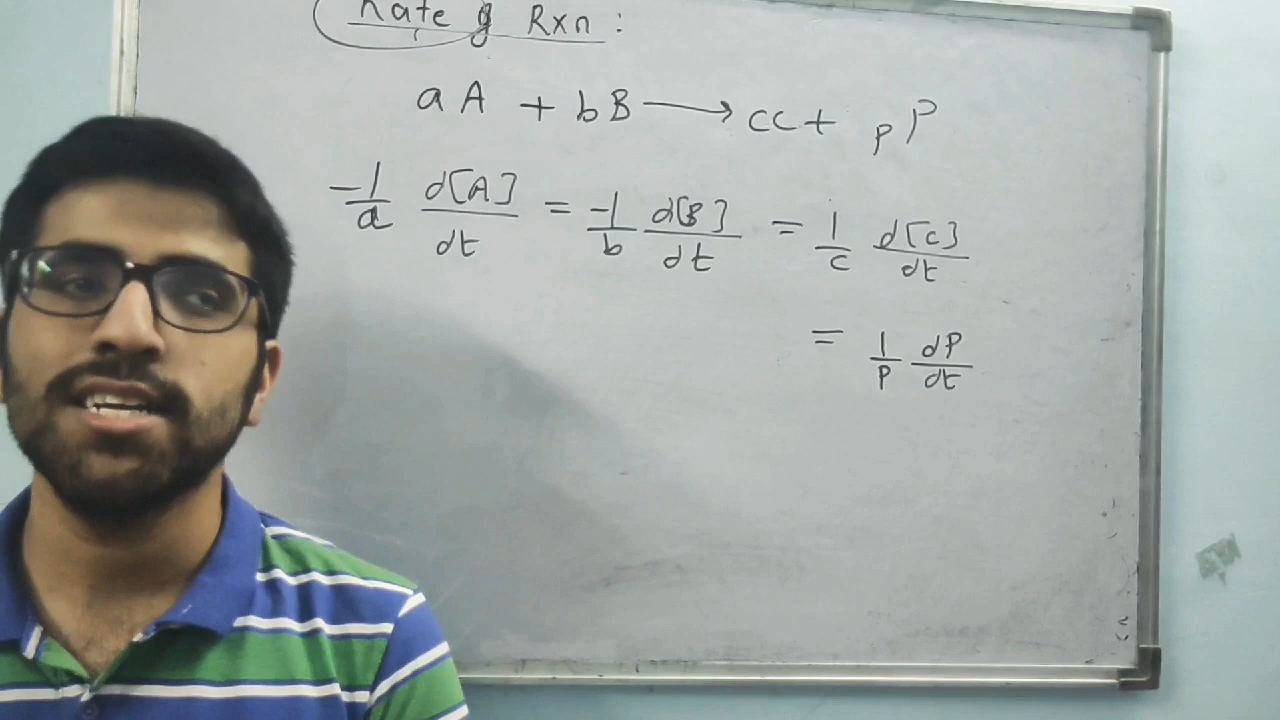 Rate of Rxn :
aA + bB → cC + pP
-1/a d[A]/dt = -1/b d[B]/dt = 1/c d[C]/dt
= 1/p dP/dt